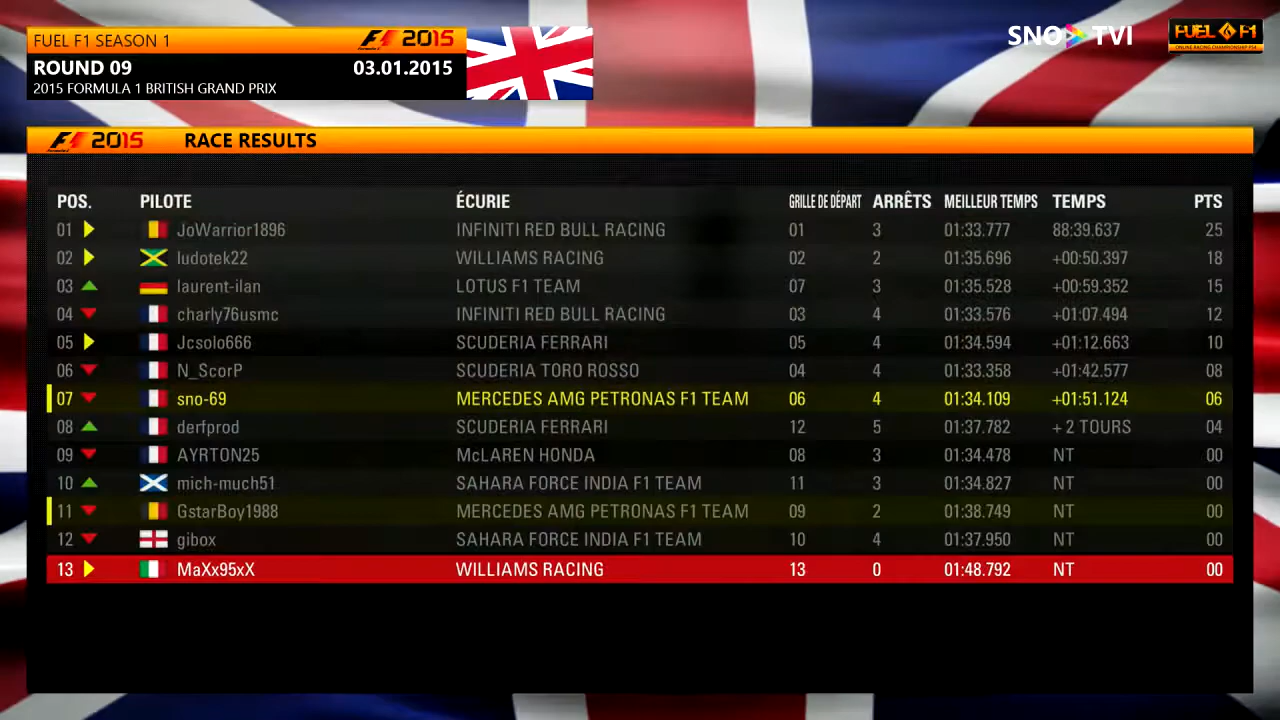 FUEL F1 SEASON 1 F1 2015
SNO TVI
FUEL F1
ONLINE RACING CHAMPIONSHIP PS4
ROUND 09 03.01.2015
2015 FORMULA 1 BRITISH GRAND PRIX
F1 2015 RACE RESULTS
POS. PILOTE ÉCURIE GRILLE DE DÉPART ARRÊTS MEILLEUR TEMPS TEMPS PTS
01 JoWarrior1896 INFINITI RED BULL RACING 01 3 01:33.777 88:39.637 25
02 ludotek22 WILLIAMS RACING 02 2 01:35.696 +00:50.397 18
03 laurent-ilan LOTUS F1 TEAM 07 3 01:35.528 +00:59.352 15
04 charly76usmc INFINITI RED BULL RACING 03 4 01:33.576 +01:07.494 12
05 Jcsolo666 SCUDERIA FERRARI 05 4 01:34.594 +01:12.663 10
06 N_ScorP SCUDERIA TORO ROSSO 04 4 01:33.358 +01:42.577 08
07 sno-69 MERCEDES AMG PETRONAS F1 TEAM 06 4 01:34.109 +01:51.124 06
08 derfprod SCUDERIA FERRARI 12 5 01:37.782 + 2 TOURS 04
09 AYRTON25 McLAREN HONDA 08 3 01:34.478 NT 00
10 mich-much51 SAHARA FORCE INDIA F1 TEAM 11 3 01:34.827 NT 00
11 GstarBoy1988 MERCEDES AMG PETRONAS F1 TEAM 09 2 01:38.749 NT 00
12 gibox SAHARA FORCE INDIA F1 TEAM 10 4 01:37.950 NT 00
13 MaXx95xX WILLIAMS RACING 13 0 01:48.792 NT 00